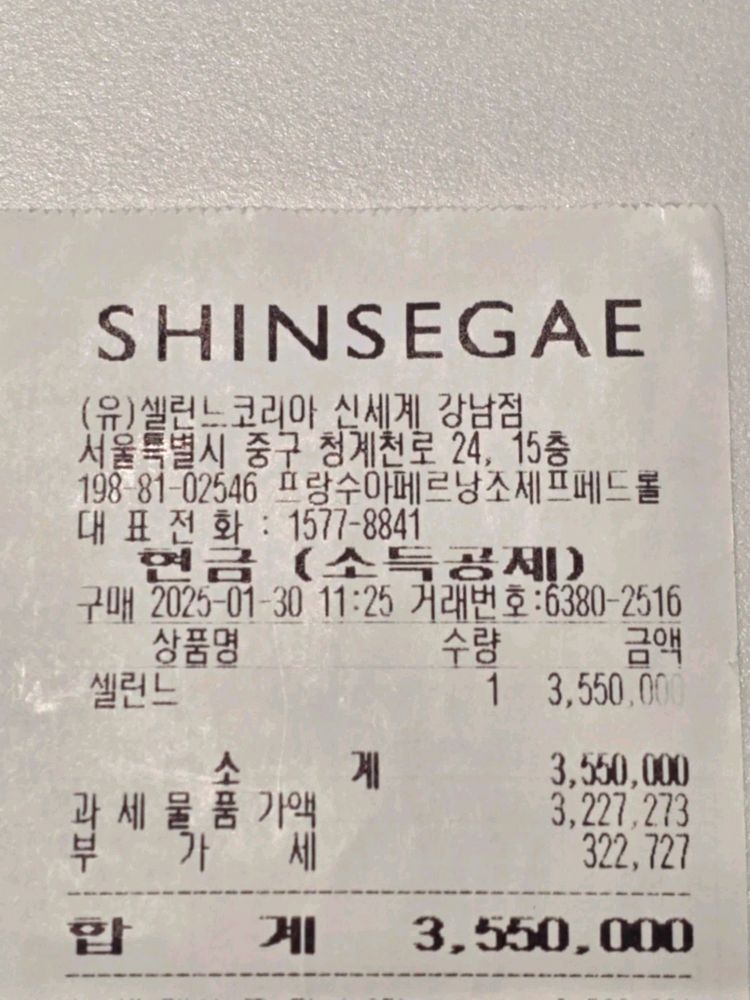 SHINSEGAE
(유)셀린느코리아 신세계 강남점
서울특별시 중구 청계천로 24, 15층
198-81-02546 프랑수아페르낭조제프페드롤
대 표 전 화 : 1577-8841
현금(소득공제)
구매 2025-01-30 11:25 거래번호:6380-2516
상품명 수량 금액
셀린느 1 3,550,000
소 계 3,550,000
과 세 물 품 가액 3,227,273
부 가 세 322,727
합 계 3,550,000